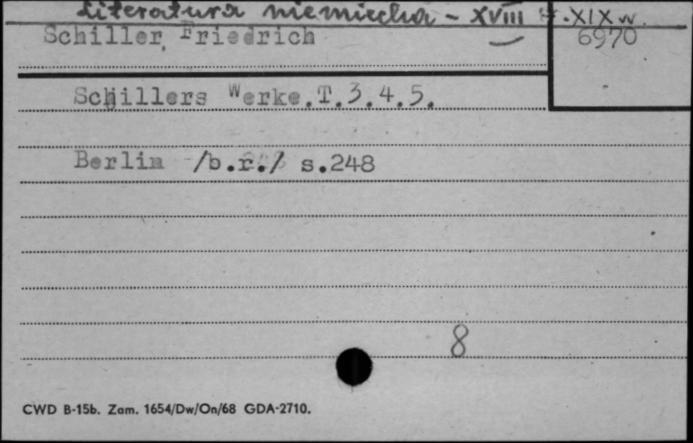 Literatura niemiecka - XVIII w. XIX w.
Schiller, Friedrich
6970
Schillers Werke.T.3.4.5.
Berlin /b.r./ s.248
8
CWD B-15b. Zam. 1654/Dw/On/68 GDA-2710.